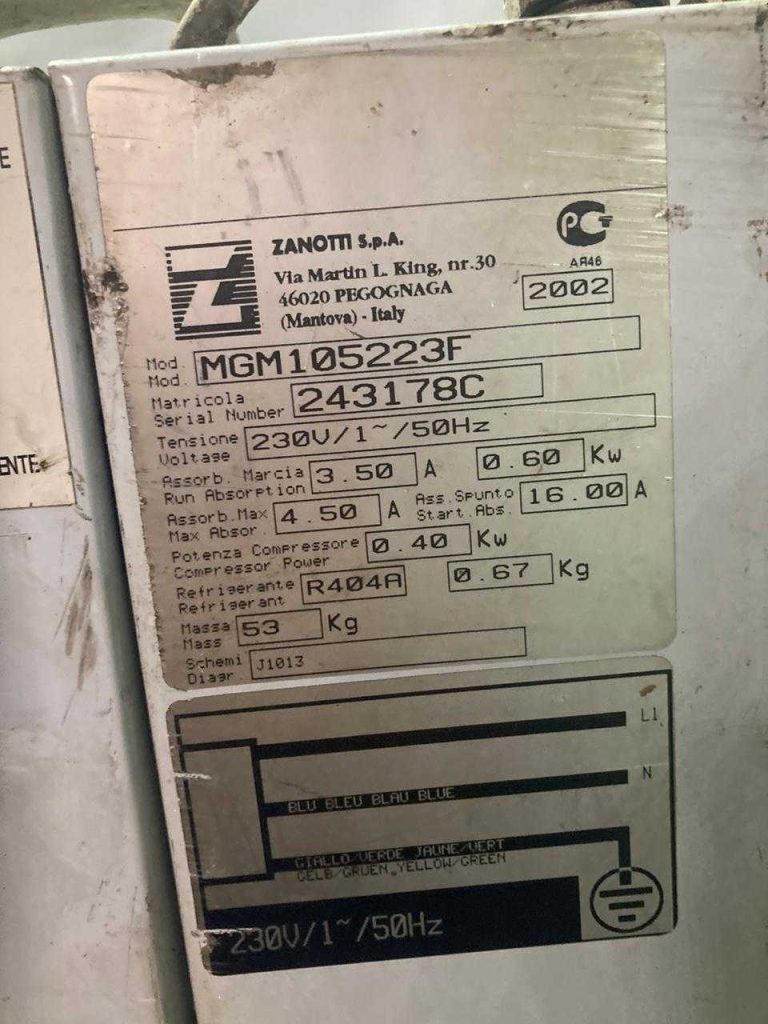 E
ENTE:
ZANOTTI S.p.A.
Via Martin L. King, nr.30
46020 PEGOGNAGA
(Mantova) - Italy
PC
AЯ46
2002
Mod. MGM105223F
Mod.
Matricola 243178C
Serial Number
Tensione 230V/1~/50Hz
Voltage
Assorb. Marcia 3.50 A 0.60 Kw
Run Absorption
Assorb.Max 4.50 A Ass.Spunto 16.00 A
Max Absor. Start.Abs.
Potenza Compressore 0.40 Kw
Compressor Power
Refrigerante R404A 0.67 Kg
Refrigerant
Massa 53 Kg
Mass
Schemi J1013
Diagr.
L1
BLU BLEU BLAU BLUE N
GIALLO/VERDE JAUNE/VERT
GELB/GRUEN,YELLOW/GREEN
230V/1~/50Hz